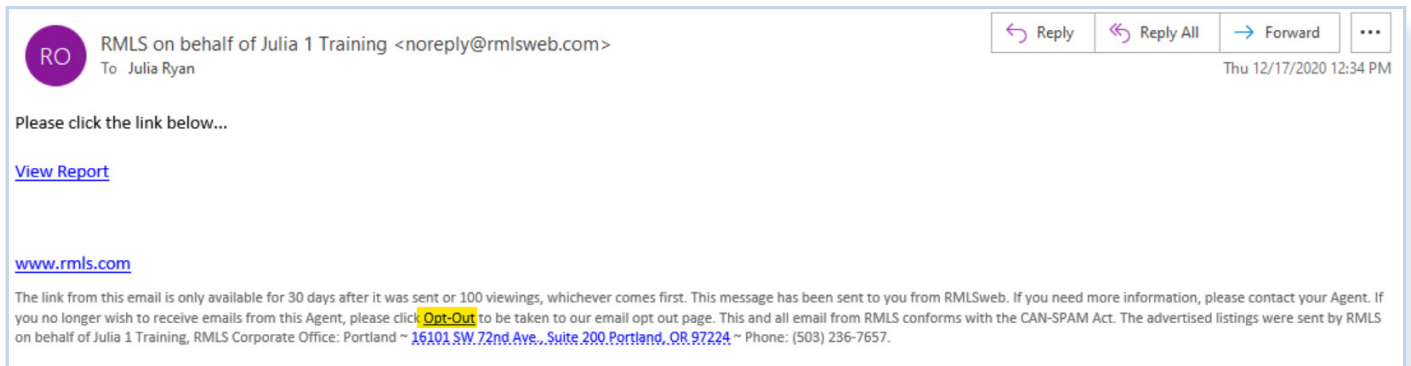 RO
RMLS on behalf of Julia 1 Training <noreply@rmlsweb.com>
To Julia Ryan
Reply
Reply All
Forward
...
Thu 12/17/2020 12:34 PM
Please click the link below...
View Report
www.rmls.com
The link from this email is only available for 30 days after it was sent or 100 viewings, whichever comes first. This message has been sent to you from RMLSweb. If you need more information, please contact your Agent. If
you no longer wish to receive emails from this Agent, please click Opt-Out to be taken to our email opt out page. This and all email from RMLS conforms with the CAN-SPAM Act. The advertised listings were sent by RMLS
on behalf of Julia 1 Training, RMLS Corporate Office: Portland ~ 16101 SW 72nd Ave., Suite 200 Portland, OR 97224 ~ Phone: (503) 236-7657.